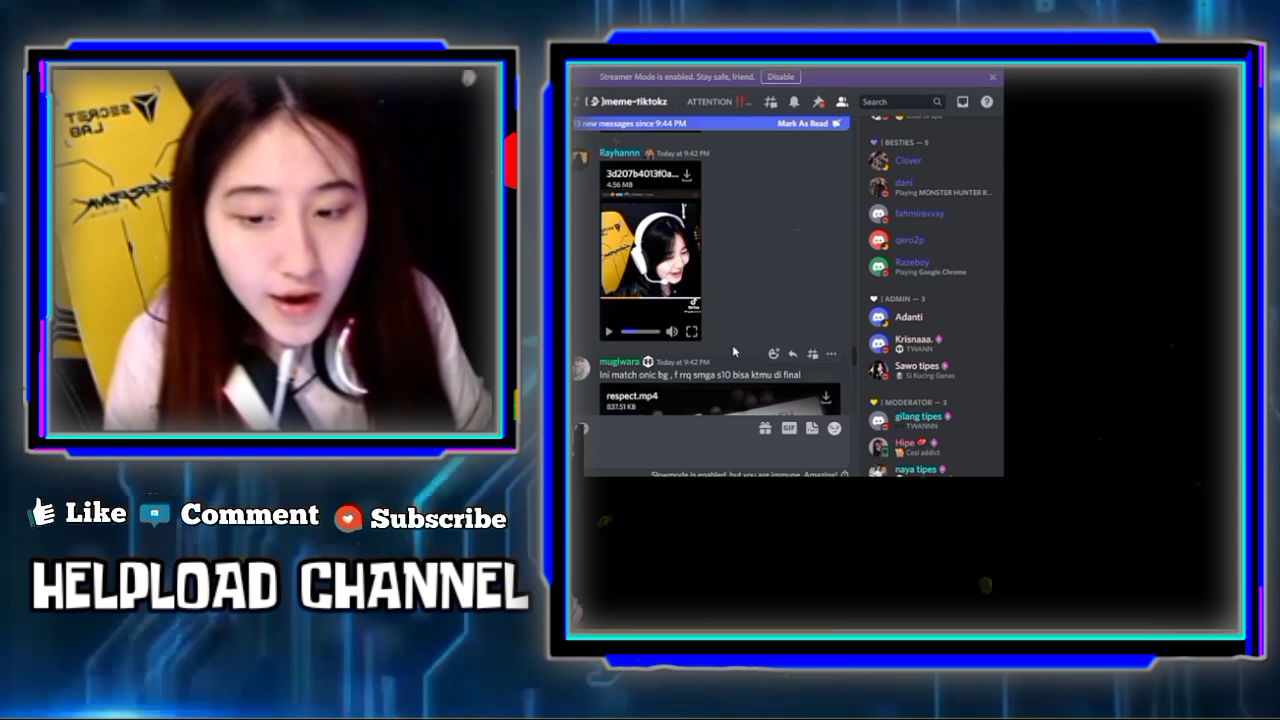 SECRET
LAB
Like
Comment
Subscribe
HELPLOAD CHANNEL
Streamer Mode is enabled. Stay safe, friend.
Disable
meme-tiktokz
ATTENTION ‼️...
Search
13 new messages since 9:44 PM
Mark As Read
Rayhannn Today at 9:42 PM
3d207b4013f0a...
4.56 MB
mugiwara Today at 9:42 PM
Ini match onic bg , f rrq smga s10 bisa ktmu di final
respect.mp4
837.51 KB
GIF
Slowmode is enabled, but you are immune. Amazing!
BESTIES — 5
Clover
dani
Playing MONSTER HUNTER R...
fahmirexxxy
qero2p
Razeboy
Playing Google Chrome
ADMIN — 3
Adanti
Krisnaaa.
TWANN
Sawo tipes
Si Kucing Ganas
MODERATOR — 3
gilang tipes
TWANNN
Hipe
Cesi addict
naya tipes